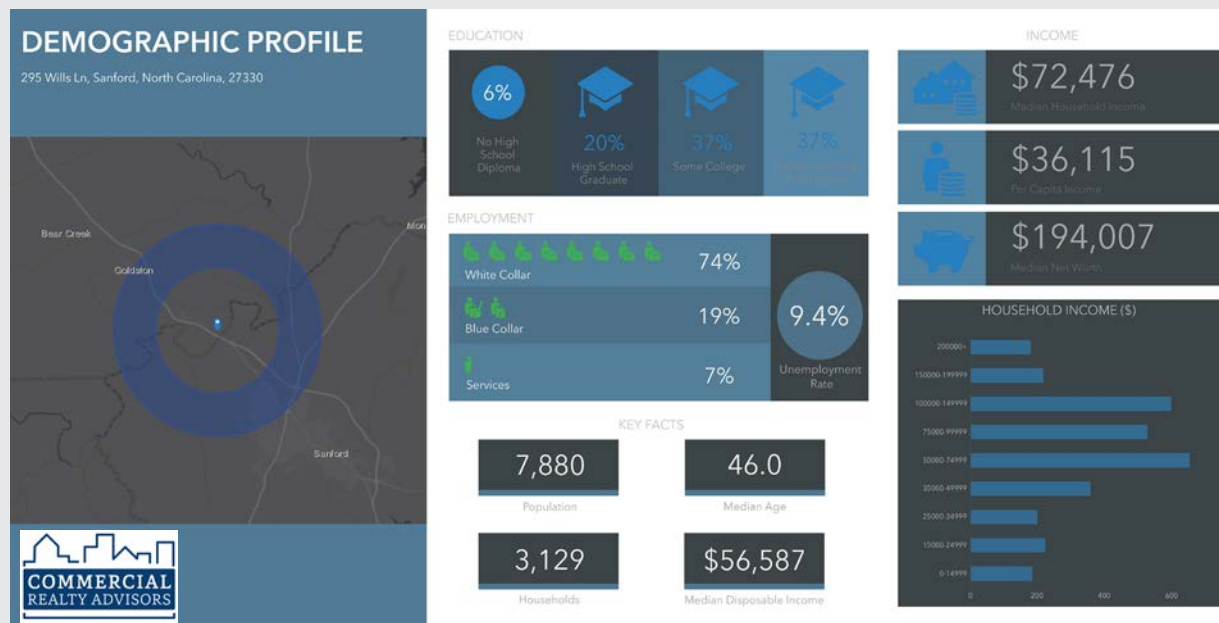 DEMOGRAPHIC PROFILE
295 Wills Ln, Sanford, North Carolina, 27330
Bear Creek
Goldston
Mon
Sanford
COMMERCIAL
REALTY ADVISORS
EDUCATION
6%
No High
School
Diploma
20%
High School
Graduate
37%
Some College
37%
EMPLOYMENT
White Collar
74%
Blue Collar
19%
Services
7%
9.4%
Unemployment
Rate
KEY FACTS
7,880
Population
46.0
Median Age
3,129
Households
$56,587
Median Disposable Income
INCOME
$72,476
Median Household Income
$36,115
Per Capita Income
$194,007
Median Net Worth
HOUSEHOLD INCOME ($)
200000+
150000-199999
100000-149999
75000-99999
50000-74999
35000-49999
25000-34999
15000-24999
0-14999
0 200 400 600